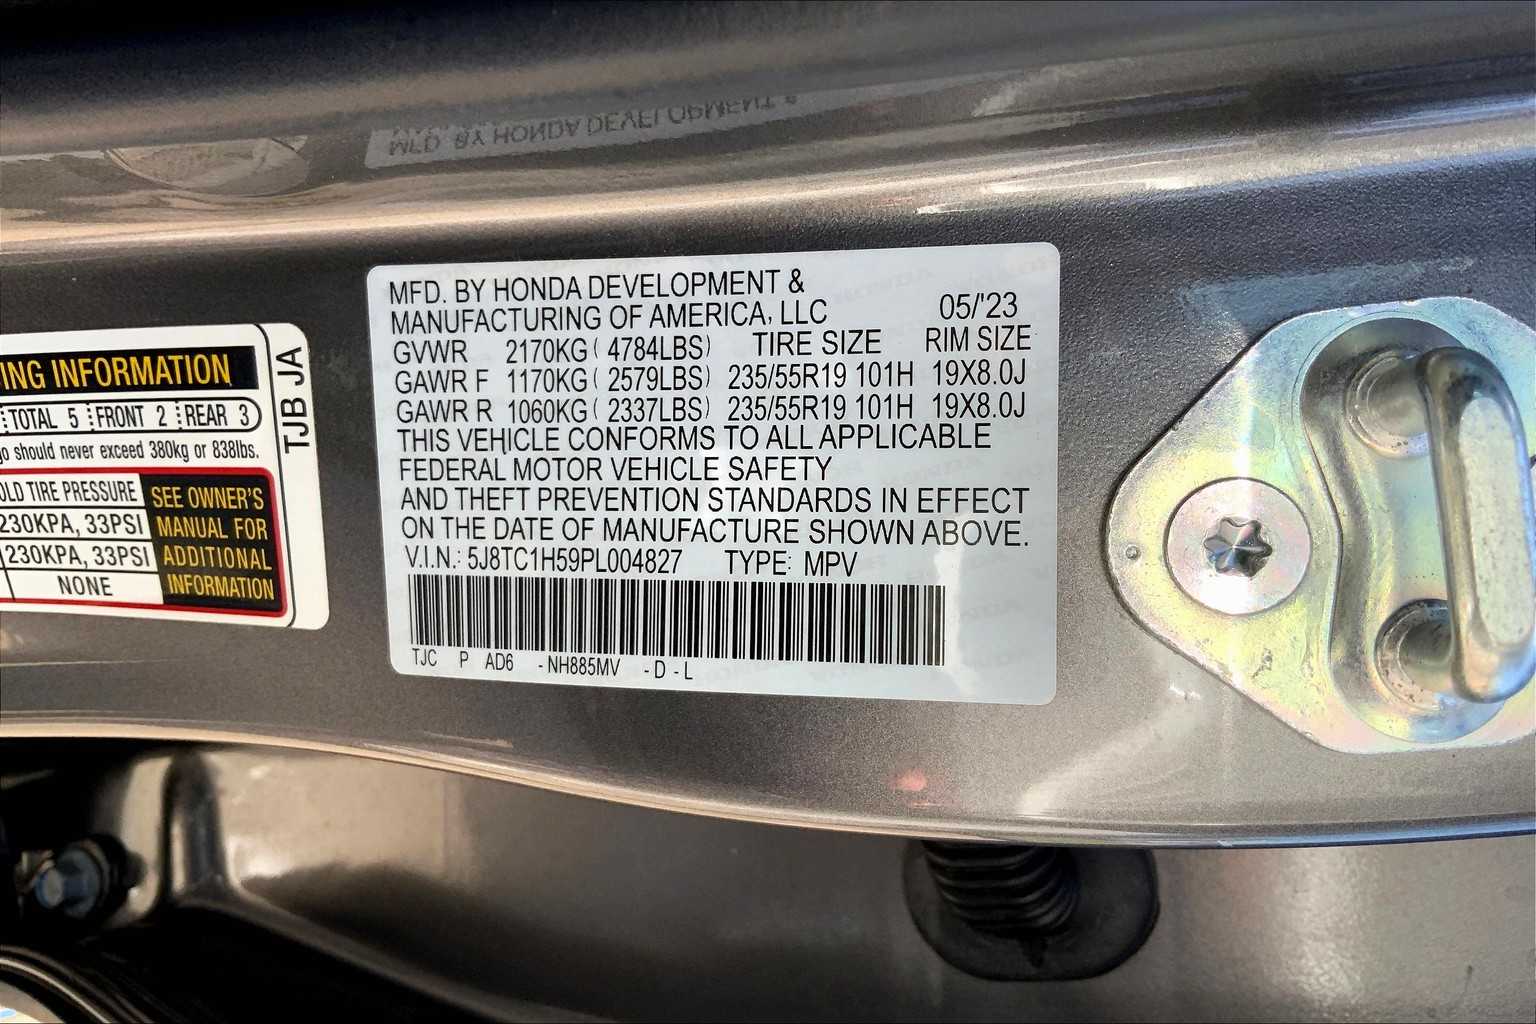 MFD. BY HONDA DEVELOPMENT &
ING INFORMATION
TOTAL 5 FRONT 2 REAR 3
go should never exceed 380kg or 838lbs.
OLD TIRE PRESSURE
230KPA, 33PSI
230KPA, 33PSI
NONE
SEE OWNER'S
MANUAL FOR
ADDITIONAL
INFORMATION
TJB JA
MFD. BY HONDA DEVELOPMENT &
MANUFACTURING OF AMERICA, LLC 05/'23
GVWR 2170KG ( 4784LBS) TIRE SIZE RIM SIZE
GAWR F 1170KG ( 2579LBS) 235/55R19 101H 19X8.0J
GAWR R 1060KG ( 2337LBS) 235/55R19 101H 19X8.0J
THIS VEHICLE CONFORMS TO ALL APPLICABLE
FEDERAL MOTOR VEHICLE SAFETY
AND THEFT PREVENTION STANDARDS IN EFFECT
ON THE DATE OF MANUFACTURE SHOWN ABOVE.
V.I.N.: 5J8TC1H59PL004827 TYPE: MPV
TJC P AD6 -NH885MV -D-L